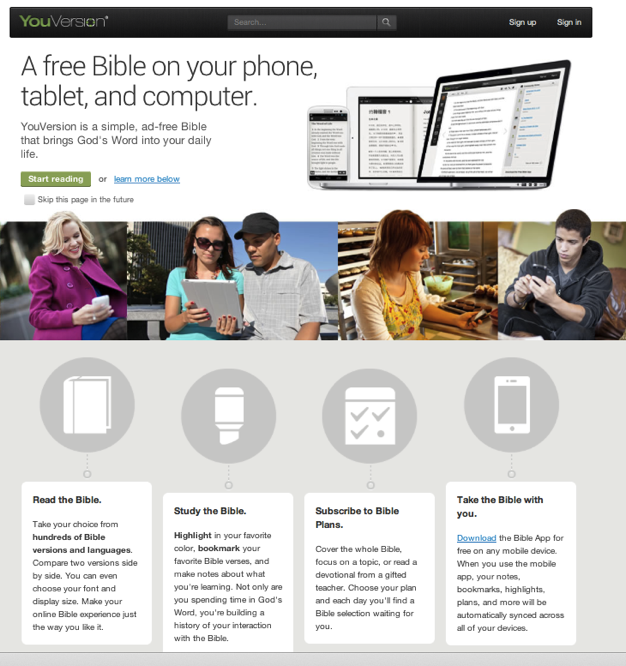 YouVersion
Search...
Sign up
Sign in
A free Bible on your phone,
tablet, and computer.
YouVersion is a simple, ad-free Bible
that brings God's Word into your daily
life.
Start reading or learn more below
Skip this page in the future
Read the Bible.
Take your choice from
hundreds of Bible
versions and languages.
Compare two versions side
by side. You can even
choose your font and
display size. Make your
online Bible experience just
the way you like it.
Study the Bible.
Highlight in your favorite
color, bookmark your
favorite Bible verses, and
make notes about what
you're learning. Not only are
you spending time in God's
Word, you're building a
history of your interaction
with the Bible.
Subscribe to Bible
Plans.
Cover the whole Bible,
focus on a topic, or read a
devotional from a gifted
teacher. Choose your plan
and each day you'll find a
Bible selection waiting for
you.
Take the Bible with
you.
Download the Bible App for
free on any mobile device.
When you use the mobile
app, your notes,
bookmarks, highlights,
plans, and more will be
automatically synced across
all of your devices.